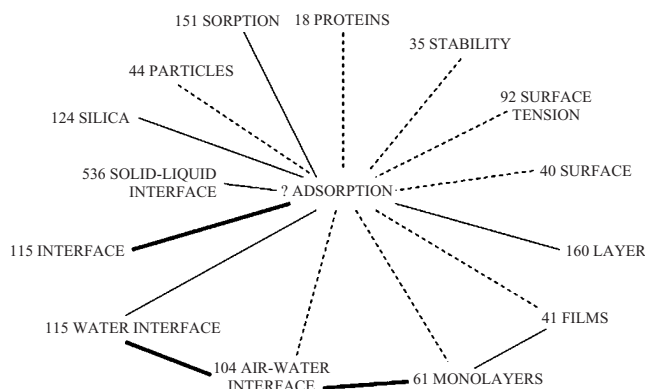 151 SORPTION
18 PROTEINS
35 STABILITY
44 PARTICLES
92 SURFACE
TENSION
124 SILICA
536 SOLID-LIQUID
INTERFACE
40 SURFACE
? ADSORPTION
115 INTERFACE
160 LAYER
41 FILMS
115 WATER INTERFACE
104 AIR-WATER
INTERFACE
61 MONOLAYERS